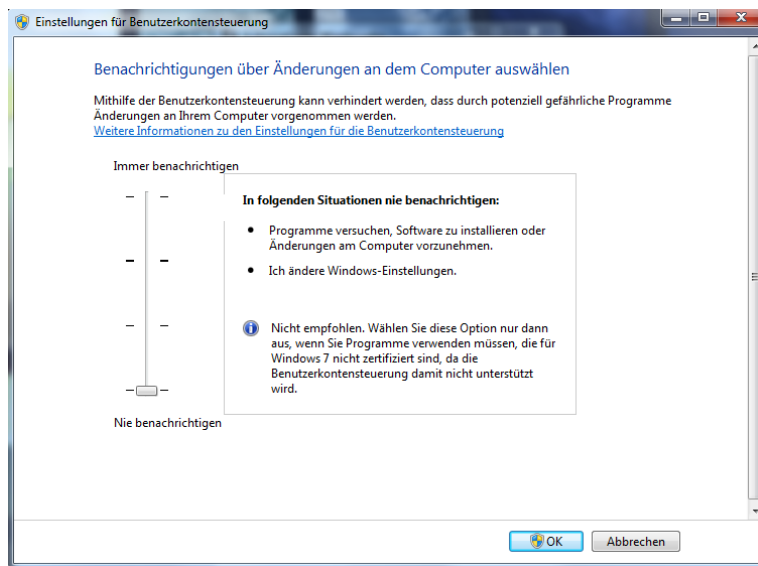 Einstellungen für Benutzerkontensteuerung
Benachrichtigungen über Änderungen an dem Computer auswählen
Mithilfe der Benutzerkontensteuerung kann verhindert werden, dass durch potenziell gefährliche Programme
Änderungen an Ihrem Computer vorgenommen werden.
Weitere Informationen zu den Einstellungen für die Benutzerkontensteuerung
Immer benachrichtigen
In folgenden Situationen nie benachrichtigen:
• Programme versuchen, Software zu installieren oder
Änderungen am Computer vorzunehmen.
• Ich ändere Windows-Einstellungen.
Nicht empfohlen. Wählen Sie diese Option nur dann
aus, wenn Sie Programme verwenden müssen, die für
Windows 7 nicht zertifiziert sind, da die
Benutzerkontensteuerung damit nicht unterstützt
wird.
Nie benachrichtigen
OK Abbrechen